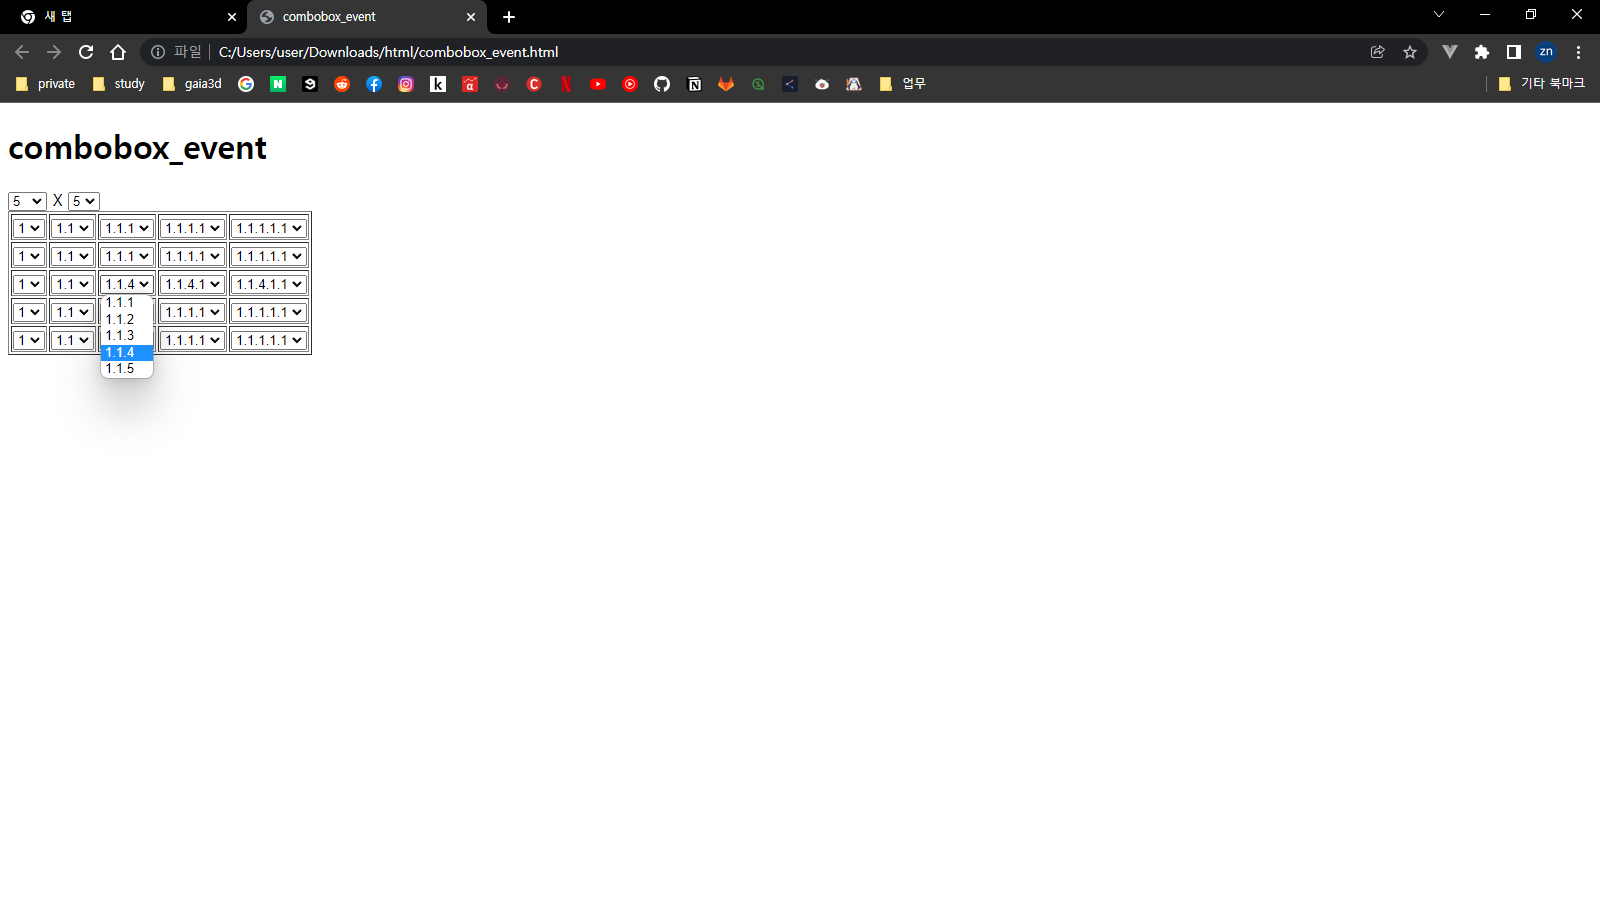 새 탭
combobox_event
파일 C:/Users/user/Downloads/html/combobox_event.html
zn
private study gaia3d 업무 기타 북마크
combobox_event
5 X 5
1 1.1 1.1.1 1.1.1.1 1.1.1.1.1
1 1.1 1.1.1 1.1.1.1 1.1.1.1.1
1 1.1 1.1.4 1.1.4.1 1.1.4.1.1
1 1.1 1.1.1.1 1.1.1.1.1
1 1.1 1.1.1.1 1.1.1.1.1
1.1.1
1.1.2
1.1.3
1.1.4
1.1.5